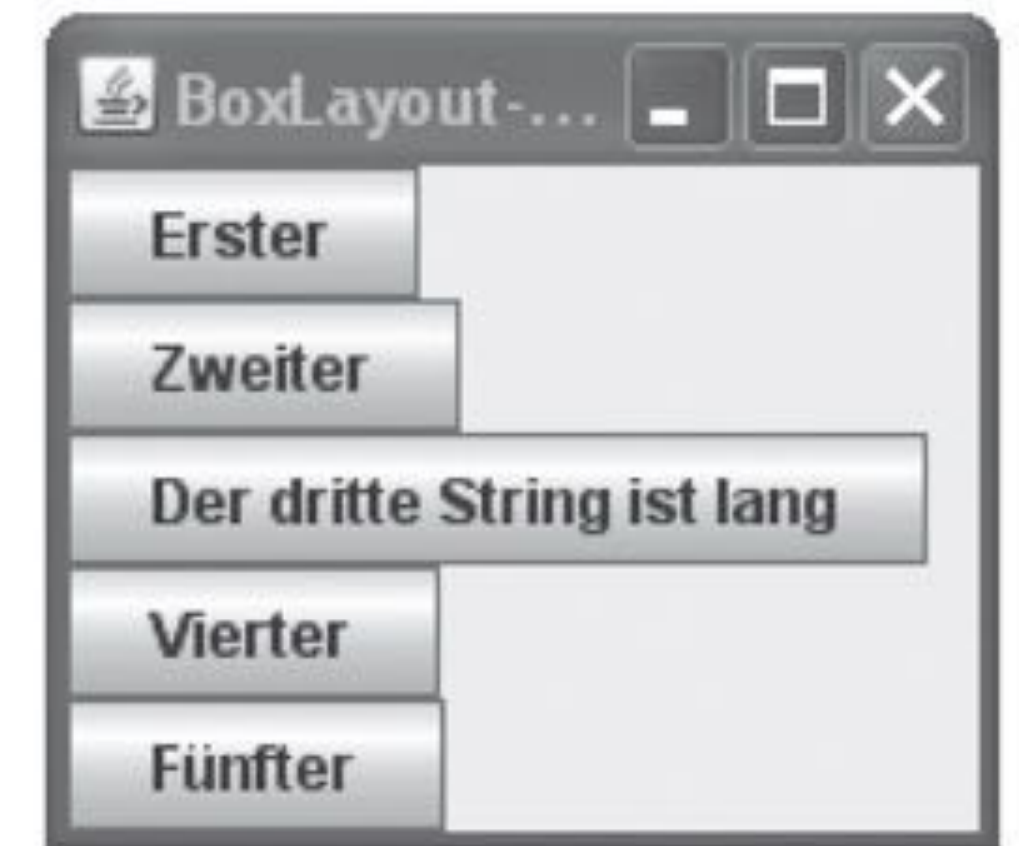 BoxLayout-...
Erster
Zweiter
Der dritte String ist lang
Vierter
Fünfter